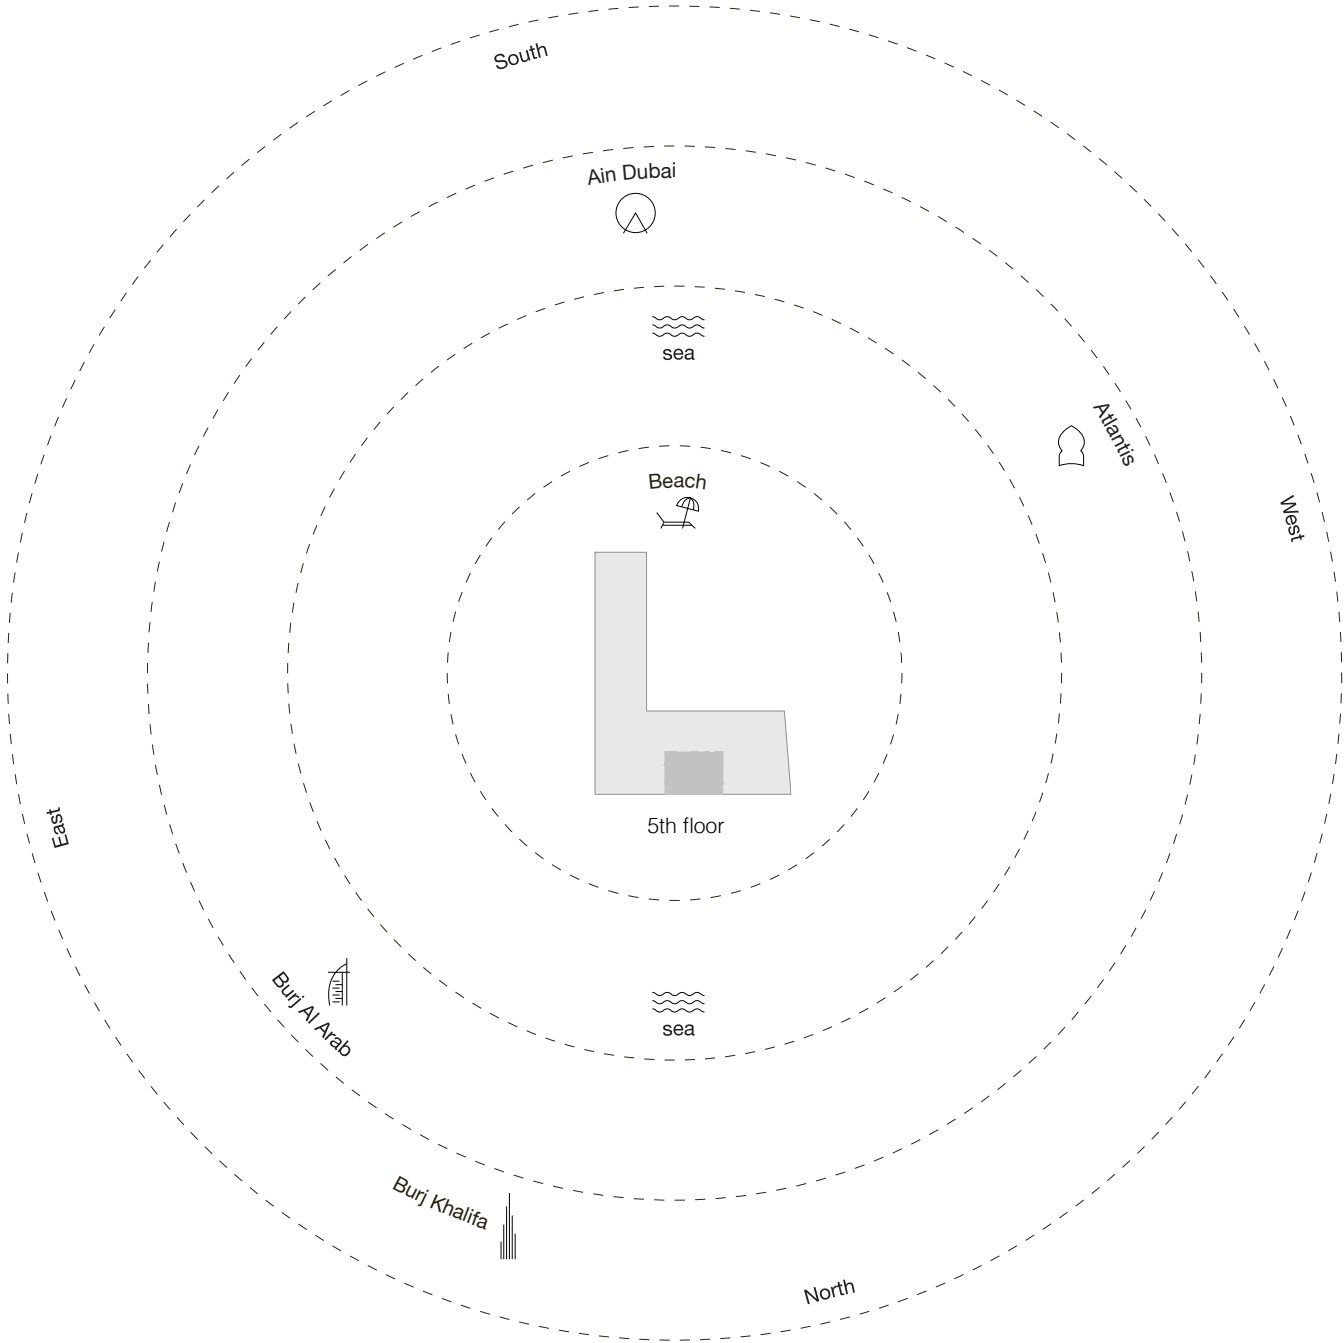 South
Ain Dubai
sea
Atlantis
Beach
West
East
5th floor
Burj Al Arab
sea
Burj Khalifa
North